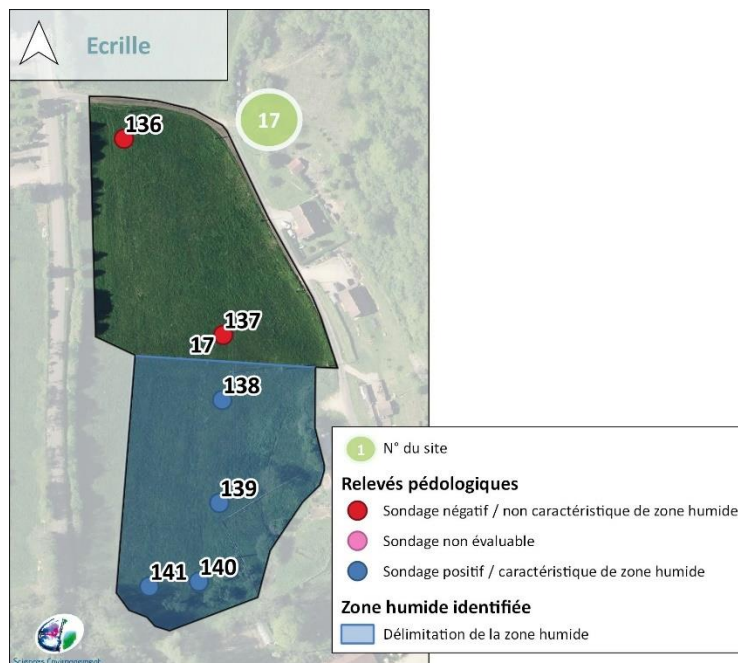 Ecrille
17
136
137
17
138
139
141
140
1 N° du site
Relevés pédologiques
Sondage négatif / non caractéristique de zone humide
Sondage non évaluable
Sondage positif / caractéristique de zone humide
Zone humide identifiée
Délimitation de la zone humide